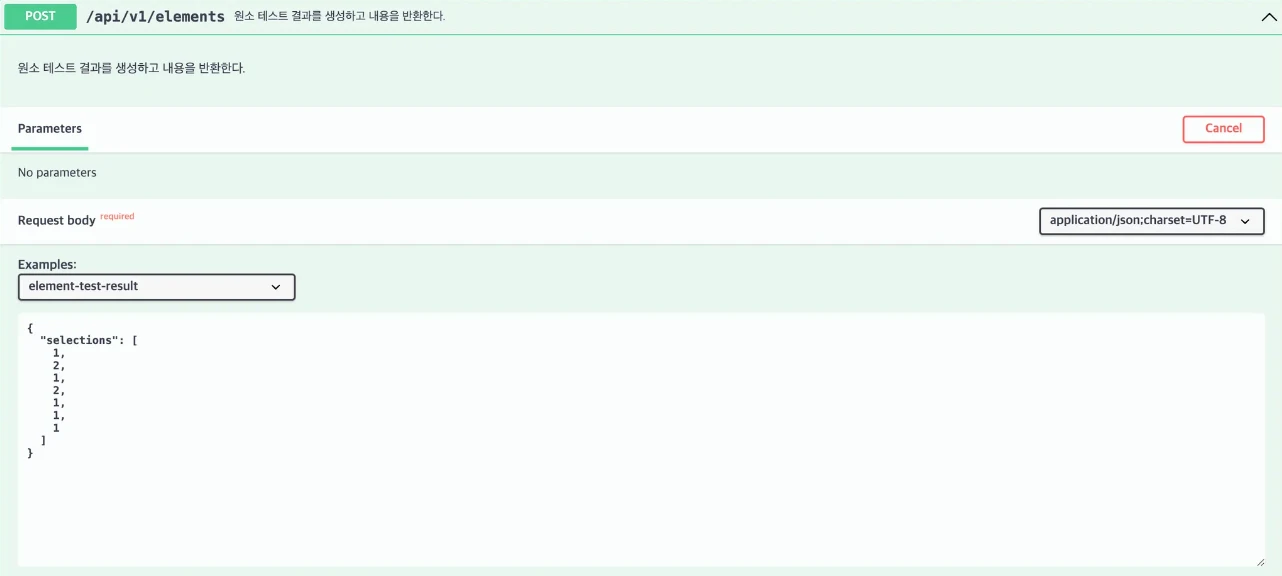 POST /api/v1/elements 원소 테스트 결과를 생성하고 내용을 반환한다.
원소 테스트 결과를 생성하고 내용을 반환한다.
Parameters Cancel
No parameters
Request body required application/json;charset=UTF-8
Examples:
element-test-result
{
  "selections": [
    1,
    2,
    1,
    2,
    1,
    1,
    1
  ]
}